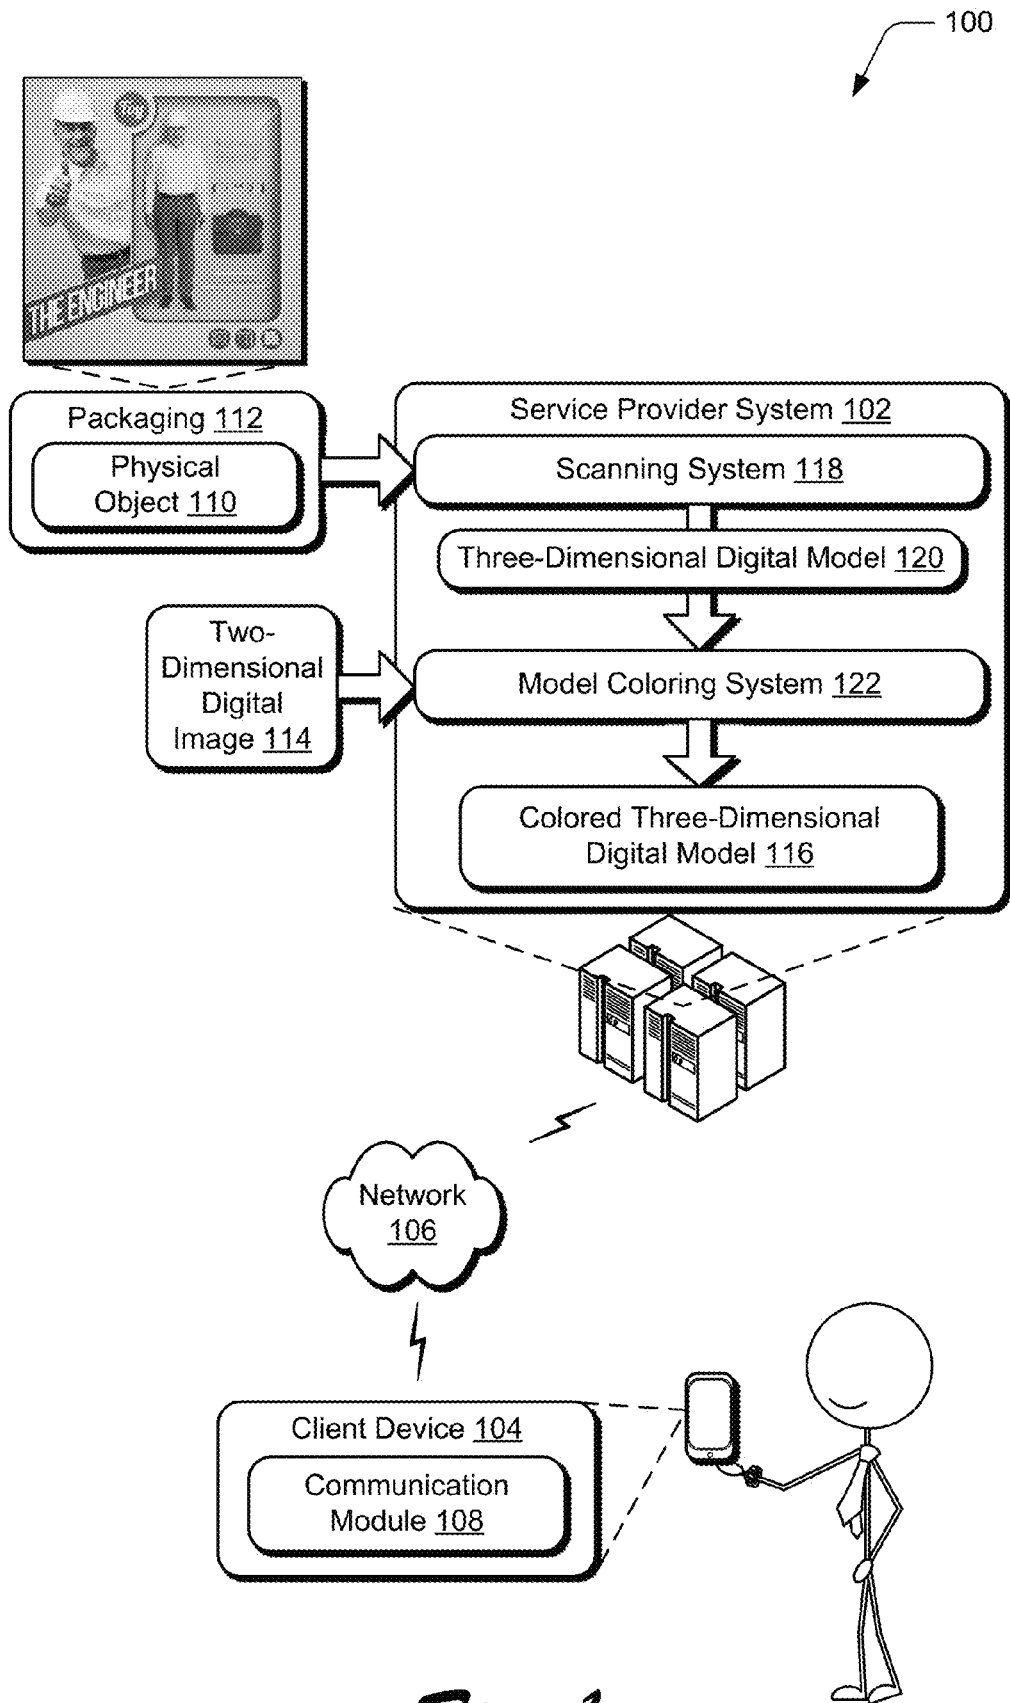 100
THE ENGINEER
Packaging 112
Physical
Object 110
Service Provider System 102
Scanning System 118
Three-Dimensional Digital Model 120
Two-
Dimensional
Digital
Image 114
Model Coloring System 122
Colored Three-Dimensional
Digital Model 116
Network
106
Client Device 104
Communication
Module 108